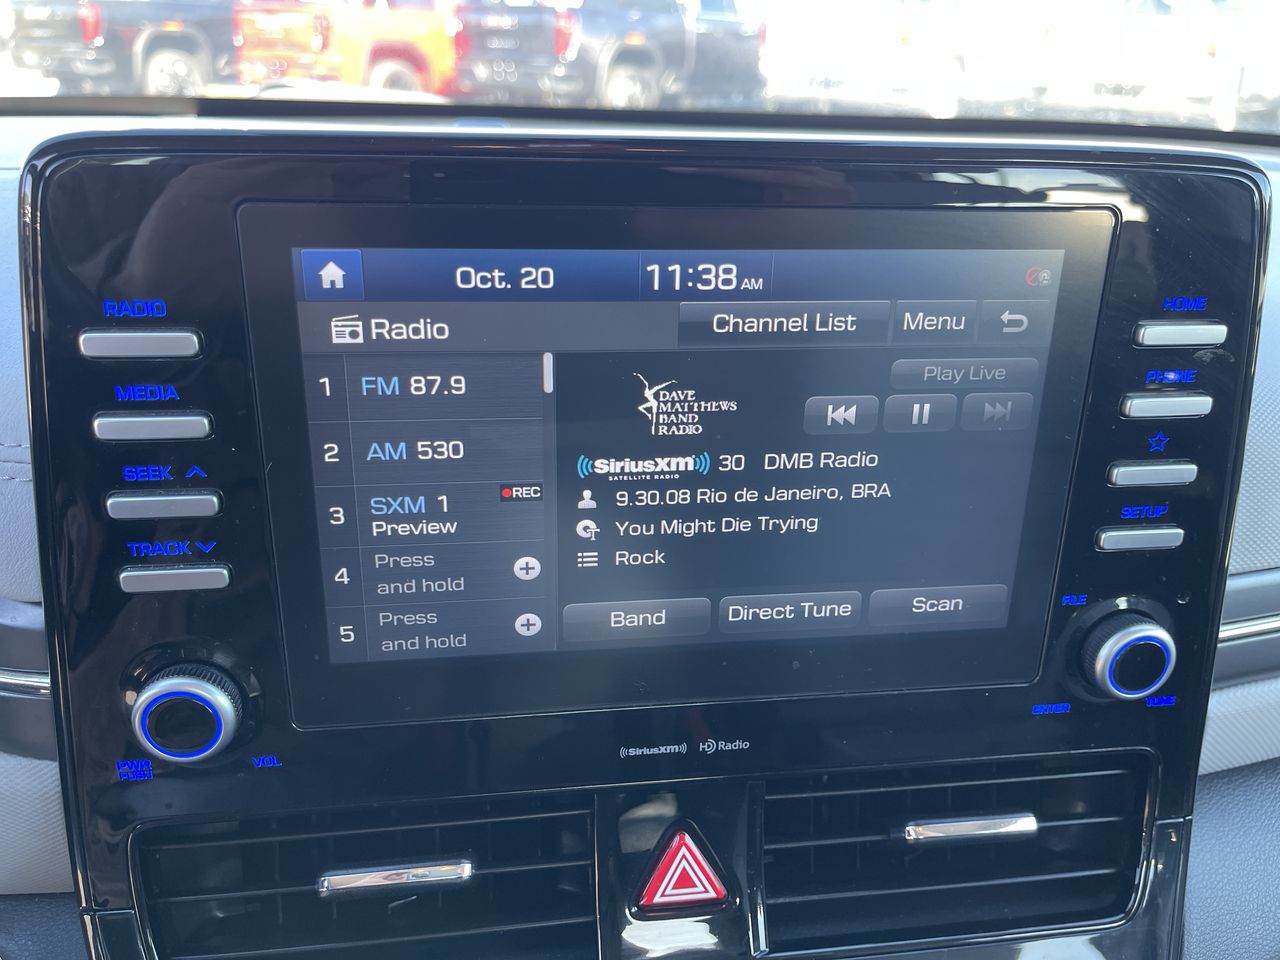 Oct. 20
11:38 AM
Radio
Channel List
Menu
1 FM 87.9
2 AM 530
3 SXM 1
REC
Preview
4 Press
and hold
5 Press
and hold
Play Live
DAVE
MATTHEWS
BAND
RADIO
SiriusXM 30 DMB Radio
SATELLITE RADIO
9.30.08 Rio de Janeiro, BRA
You Might Die Trying
Rock
Band
Direct Tune
Scan
RADIO
MEDIA
SEEK
TRACK
PWR
PUSH
VOL
HOME
PHONE
SETUP
FILE
ENTER
TUNE
SiriusXM
HD Radio